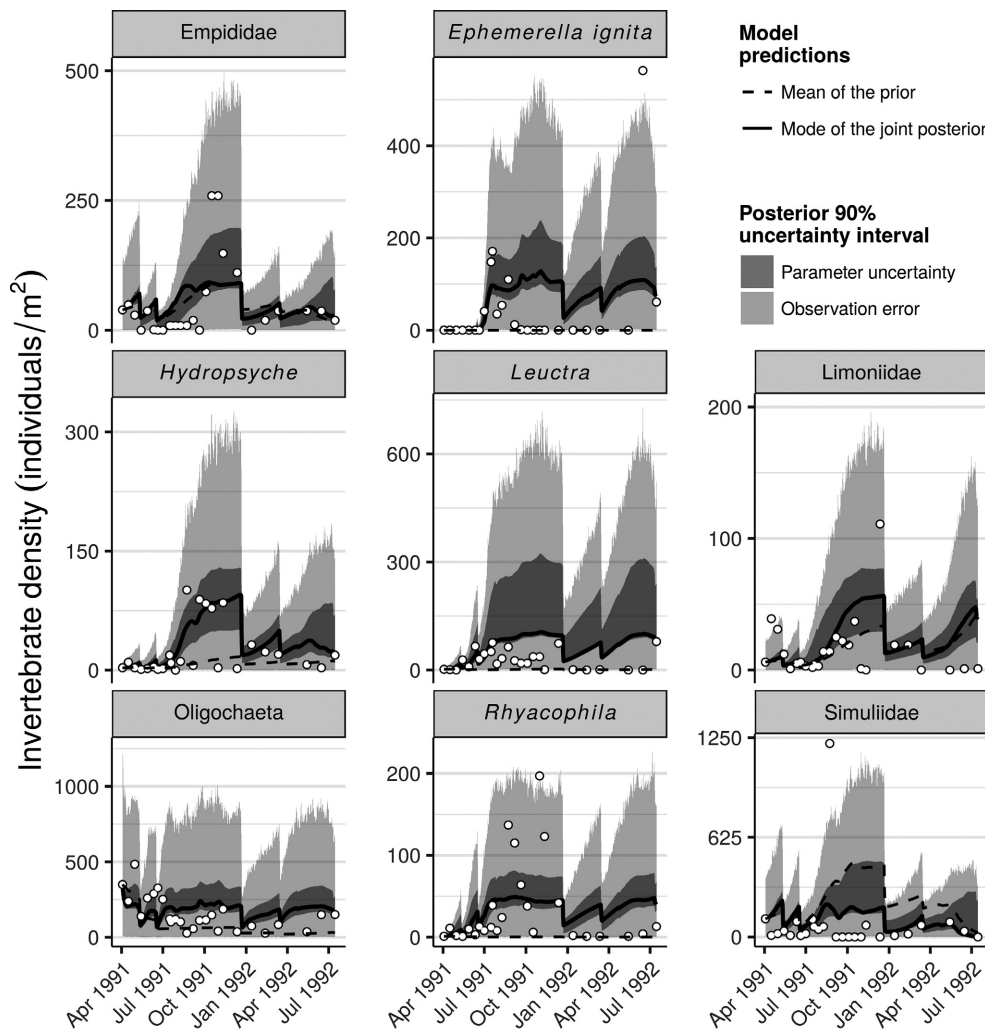 Empididae
Ephemerella ignita
Model
predictions
Mean of the prior
Mode of the joint posterior
Posterior 90%
uncertainty interval
Parameter uncertainty
Observation error
500
250
0
400
200
0
Invertebrate density (individuals/m²)
Hydropsyche
Leuctra
Limoniidae
300
150
0
600
300
0
200
100
0
Oligochaeta
Rhyacophila
Simuliidae
1000
500
0
200
100
0
1250
625
0
Apr 1991
Jul 1991
Oct 1991
Jan 1992
Apr 1992
Jul 1992
Apr 1991
Jul 1991
Oct 1991
Jan 1992
Apr 1992
Jul 1992
Apr 1991
Jul 1991
Oct 1991
Jan 1992
Apr 1992
Jul 1992